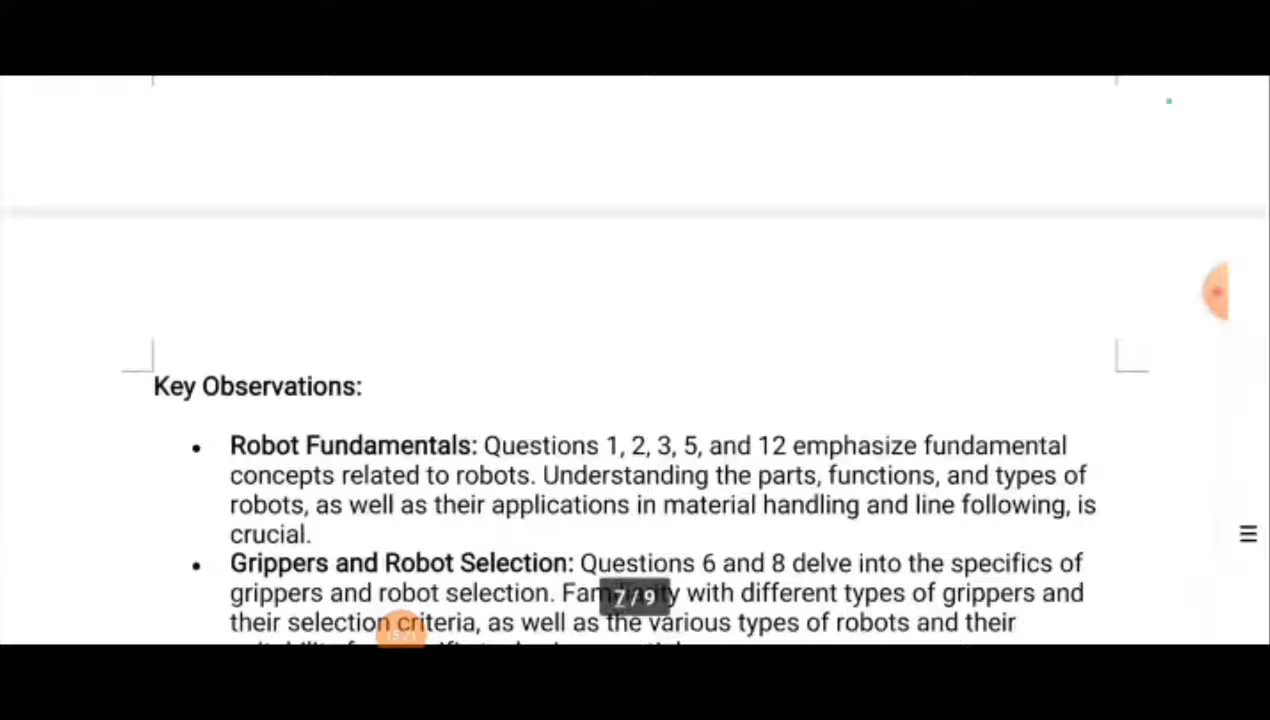 Key Observations:
• Robot Fundamentals: Questions 1, 2, 3, 5, and 12 emphasize fundamental
concepts related to robots. Understanding the parts, functions, and types of
robots, as well as their applications in material handling and line following, is
crucial.
• Grippers and Robot Selection: Questions 6 and 8 delve into the specifics of
grippers and robot selection. with different types of grippers and
7 / 9
their selection criteria, as well as the various types of robots and their
15:21